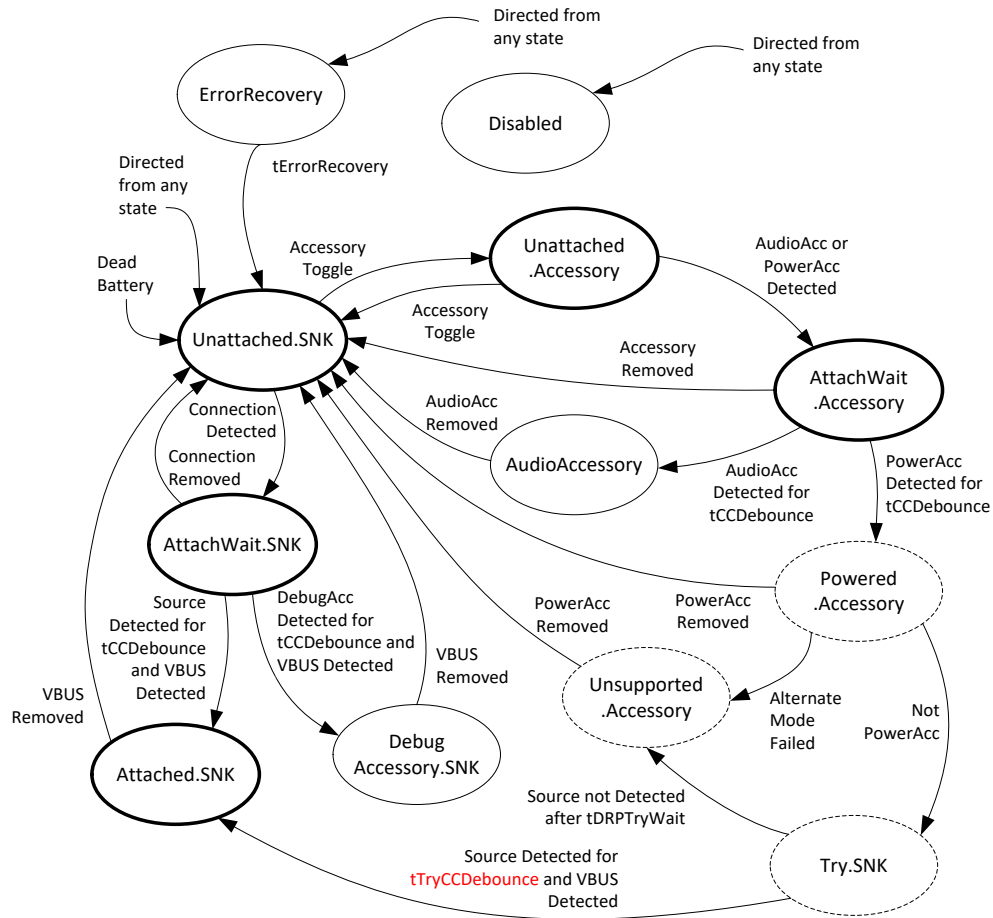 Directed from
any state
Directed from
any state
ErrorRecovery
Disabled
tErrorRecovery
Directed
from any
state
Dead
Battery
Accessory
Toggle
Unattached
.Accessory
AudioAcc or
PowerAcc
Detected
Accessory
Toggle
Unattached.SNK
Accessory
Removed
AttachWait
.Accessory
Connection
Detected
Connection
Removed
AudioAcc
Removed
AudioAccessory
AudioAcc
Detected for
tCCDebounce
PowerAcc
Detected for
tCCDebounce
AttachWait.SNK
Source
Detected for
tCCDebounce
and VBUS
Detected
DebugAcc
Detected for
tCCDebounce and
VBUS Detected
PowerAcc
Removed
PowerAcc
Removed
Powered
.Accessory
VBUS
Removed
VBUS
Removed
Unsupported
.Accessory
Alternate
Mode
Failed
Not
PowerAcc
Attached.SNK
Debug
Accessory.SNK
Source not Detected
after tDRPTryWait
Source Detected for
tTryCCDebounce and VBUS
Detected
Try.SNK